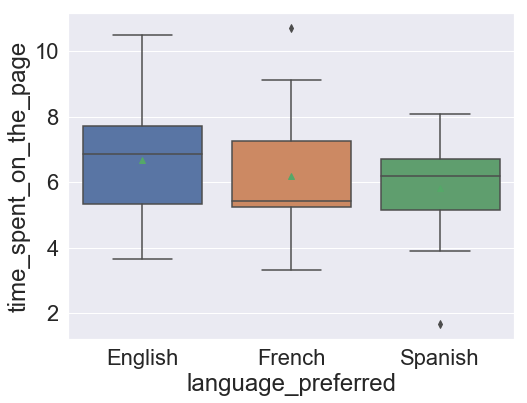 time_spent_on_the_page
10
8
6
4
2
English French Spanish
language_preferred